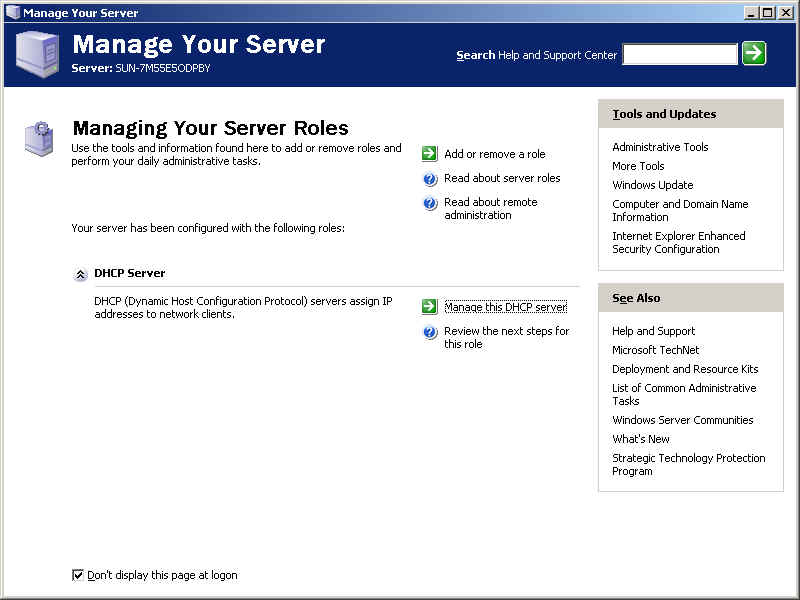 Manage Your Server
Manage Your Server
Server: SUN-7M55E5ODPBY
Search Help and Support Center
Managing Your Server Roles
Use the tools and information found here to add or remove roles and
perform your daily administrative tasks.
Add or remove a role
Read about server roles
Read about remote
administration
Your server has been configured with the following roles:
DHCP Server
DHCP (Dynamic Host Configuration Protocol) servers assign IP
addresses to network clients.
Manage this DHCP server
Review the next steps for
this role
Don't display this page at logon
Tools and Updates
Administrative Tools
More Tools
Windows Update
Computer and Domain Name
Information
Internet Explorer Enhanced
Security Configuration
See Also
Help and Support
Microsoft TechNet
Deployment and Resource Kits
List of Common Administrative
Tasks
Windows Server Communities
What's New
Strategic Technology Protection
Program